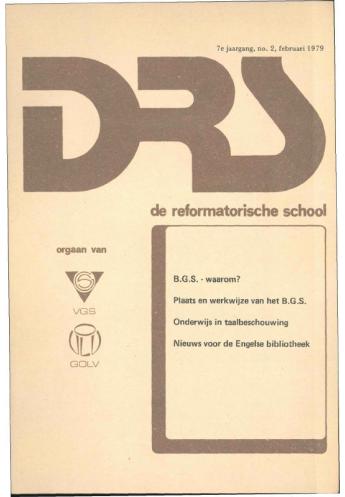 7e jaargang, no. 2, februari 1979
DRS
de reformatorische school
orgaan van
VGS
GOLV
B.G.S. - waarom?
Plaats en werkwijze van het B.G.S.
Onderwijs in taalbeschouwing
Nieuws voor de Engelse bibliotheek